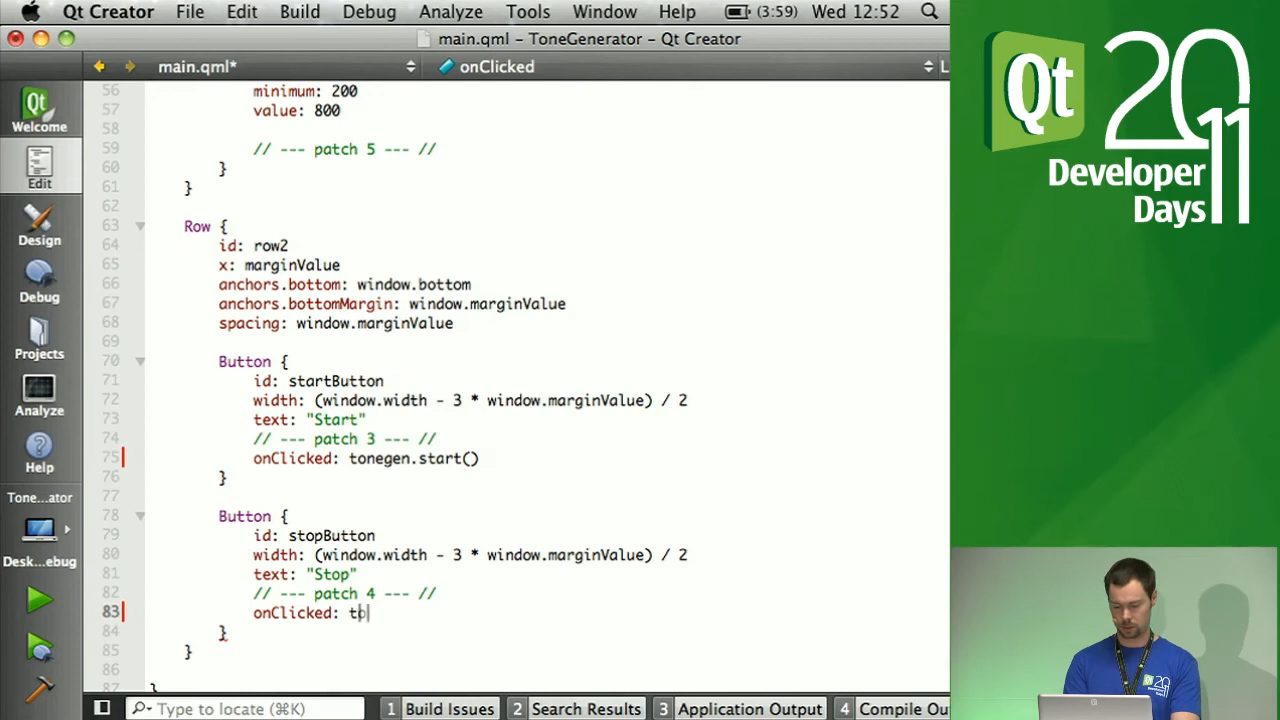 Qt Creator File Edit Build Debug Analyze Tools Window Help (3:59) Wed 12:52
main.qml - ToneGenerator - Qt Creator
main.qml* onClicked L
Welcome
Edit
Design
Debug
Projects
Analyze
Help
Tone...ator
Desk...ebug
56 minimum: 200
57 value: 800
58
59 // --- patch 5 --- //
60 }
61 }
62
63 Row {
64 id: row2
65 x: marginValue
66 anchors.bottom: window.bottom
67 anchors.bottomMargin: window.marginValue
68 spacing: window.marginValue
69
70 Button {
71 id: startButton
72 width: (window.width - 3 * window.marginValue) / 2
73 text: "Start"
74 // --- patch 3 --- //
75 onClicked: tonegen.start()
76 }
77
78 Button {
79 id: stopButton
80 width: (window.width - 3 * window.marginValue) / 2
81 text: "Stop"
82 // --- patch 4 --- //
83 onClicked: to
84 }
85 }
86
87 }
Type to locate (⌘K) 1 Build Issues 2 Search Results 3 Application Output 4 Compile Ou
Qt 2011
Developer
Days